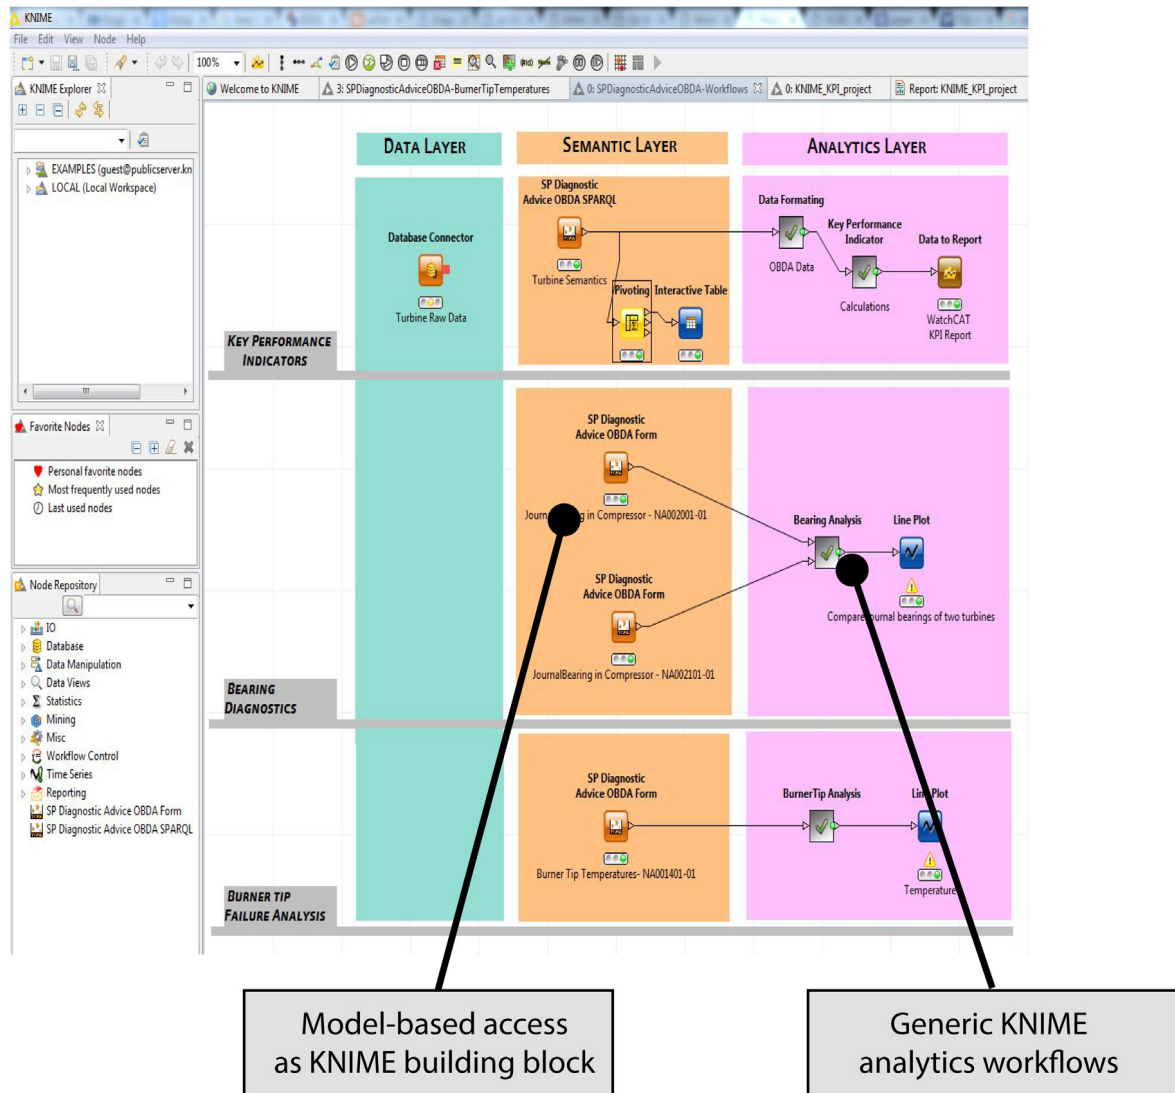 KNIME
File Edit View Node Help
100%
KNIME Explorer
Welcome to KNIME
3: SPDiagnosticAdviceOBDA-BurnerTipTemperatures
0: SPDiagnosticAdviceOBDA-Workflows
0: KNIME_KPI_project
Report: KNIME_KPI_project
EXAMPLES (guest@publicserver.kn
LOCAL (Local Workspace)
Favorite Nodes
Personal favorite nodes
Most frequently used nodes
Last used nodes
Node Repository
IO
Database
Data Manipulation
Data Views
Statistics
Mining
Misc
Workflow Control
Time Series
Reporting
SP Diagnostic Advice OBDA Form
SP Diagnostic Advice OBDA SPARQL
DATA LAYER
SEMANTIC LAYER
ANALYTICS LAYER
Database Connector
Turbine Raw Data
SP Diagnostic
Advice OBDA SPARQL
Turbine Semantics
Pivoting
Interactive Table
Data Formating
OBDA Data
Key Performance
Indicator
Calculations
Data to Report
WatchCAT
KPI Report
KEY PERFORMANCE
INDICATORS
SP Diagnostic
Advice OBDA Form
in Compressor - NA002001-01
SP Diagnostic
Advice OBDA Form
JournalBearing in Compressor - NA002101-01
Bearing Analysis
Line Plot
Compare journal bearings of two turbines
BEARING
DIAGNOSTICS
SP Diagnostic
Advice OBDA Form
Burner Tip Temperatures- NA001401-01
BurnerTip Analysis
Line Plot
Temperature
BURNER TIP
FAILURE ANALYSIS
Model-based access
as KNIME building block
Generic KNIME
analytics workflows